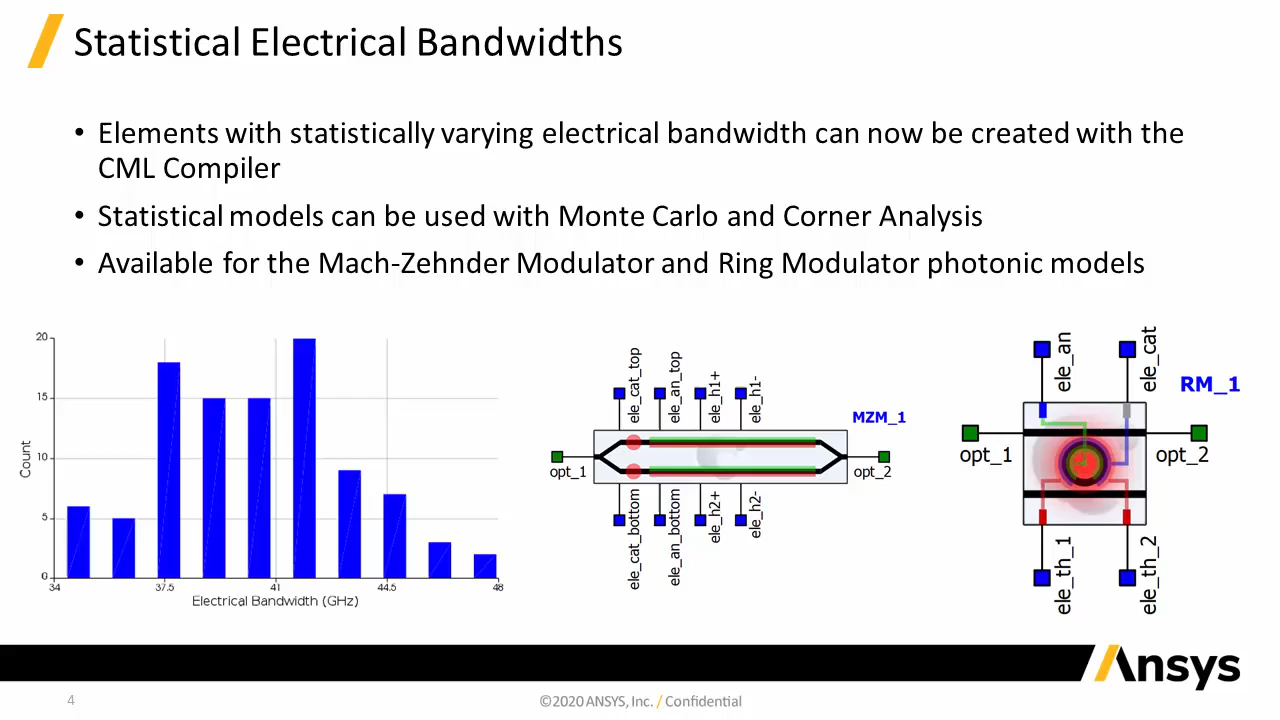 Statistical Electrical Bandwidths
• Elements with statistically varying electrical bandwidth can now be created with the
CML Compiler
• Statistical models can be used with Monte Carlo and Corner Analysis
• Available for the Mach-Zehnder Modulator and Ring Modulator photonic models
20
15
10
5
0
Count
34 37.5 41 44.5 48
Electrical Bandwidth (GHz)
ele_cat_top
ele_an_top
ele_h1+
ele_h1-
MZM_1
opt_1
opt_2
ele_cat_bottom
ele_an_bottom
ele_h2+
ele_h2-
ele_an
ele_cat
RM_1
opt_1
opt_2
ele_th_1
ele_th_2
Ansys
4
©2020 ANSYS, Inc. / Confidential